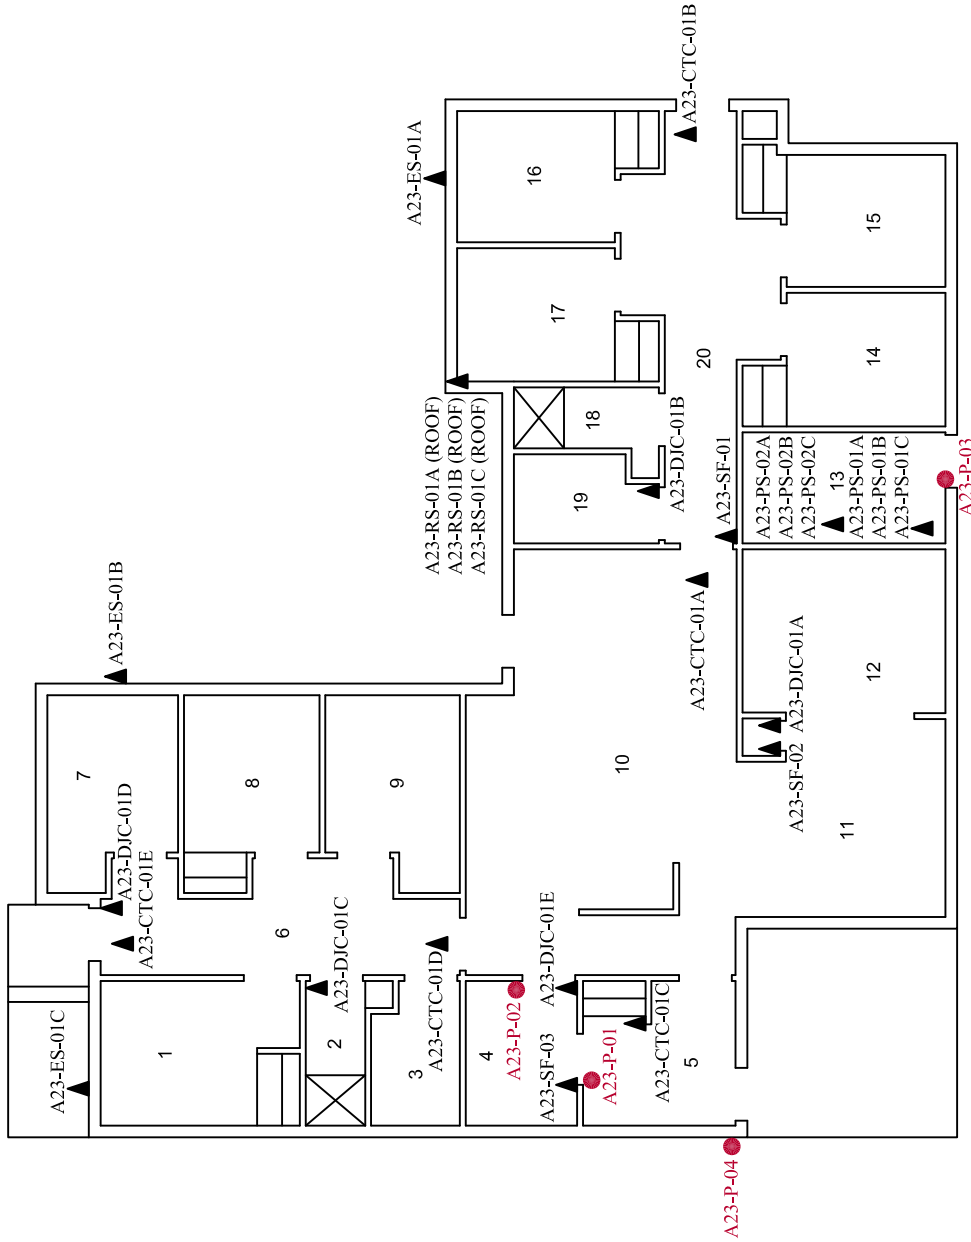 A23-ES-01C
A23-CTC-01E
A23-DJC-01D
A23-ES-01B
7
1
6
8
2
A23-DJC-01C
9
3
A23-CTC-01D
A23-ES-01A
A23-RS-01A (ROOF)
A23-RS-01B (ROOF)
A23-RS-01C (ROOF)
16
17
18
19
4
A23-P-02
A23-SF-03
A23-DJC-01E
A23-P-01
A23-CTC-01C
5
10
A23-DJC-01B
A23-CTC-01B
A23-CTC-01A
A23-SF-01
20
A23-P-04
A23-SF-02
A23-DJC-01A
11
12
A23-PS-02A
A23-PS-02B
A23-PS-02C
13
A23-PS-01A
A23-PS-01B
A23-PS-01C
14
15
A23-P-03